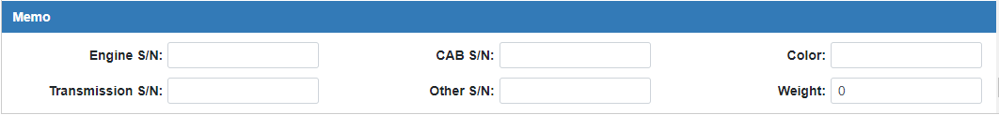 Memo
Engine S/N: CAB S/N: Color:
Transmission S/N: Other S/N: Weight: 0